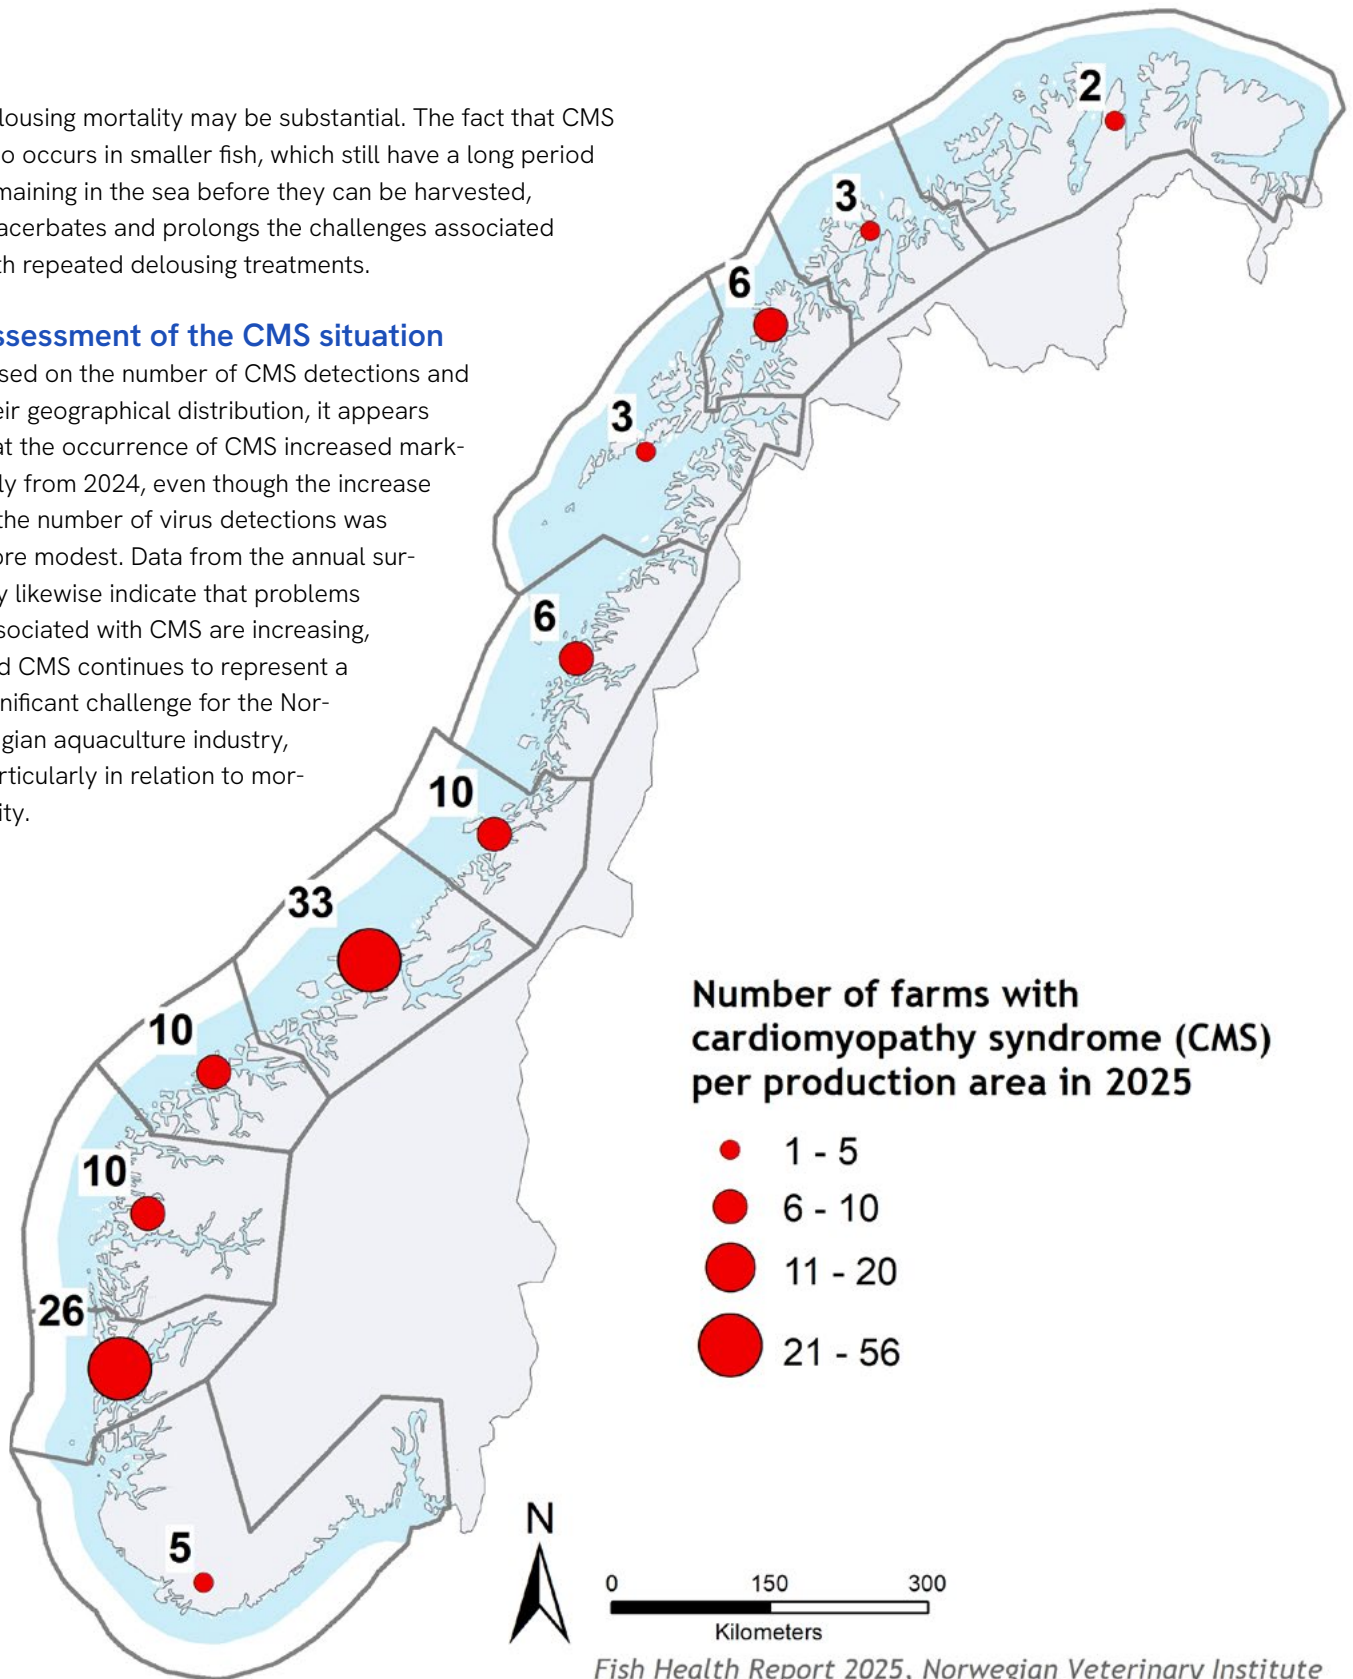 lousing mortality may be substantial. The fact that CMS
o occurs in smaller fish, which still have a long period
maining in the sea before they can be harvested,
acerbates and prolongs the challenges associated
th repeated delousing treatments.
ssessment of the CMS situation
sed on the number of CMS detections and
eir geographical distribution, it appears
at the occurrence of CMS increased mark-
ly from 2024, even though the increase
the number of virus detections was
ore modest. Data from the annual sur-
y likewise indicate that problems
sociated with CMS are increasing,
d CMS continues to represent a
nificant challenge for the Nor-
gian aquaculture industry,
rticularly in relation to mor-
ity.
2
3
6
3
6
10
33
10
10
26
5
Number of farms with
cardiomyopathy syndrome (CMS)
per production area in 2025
1 - 5
6 - 10
11 - 20
21 - 56
N
0 150 300
Kilometers
Fish Health Report 2025, Norwegian Veterinary Institute